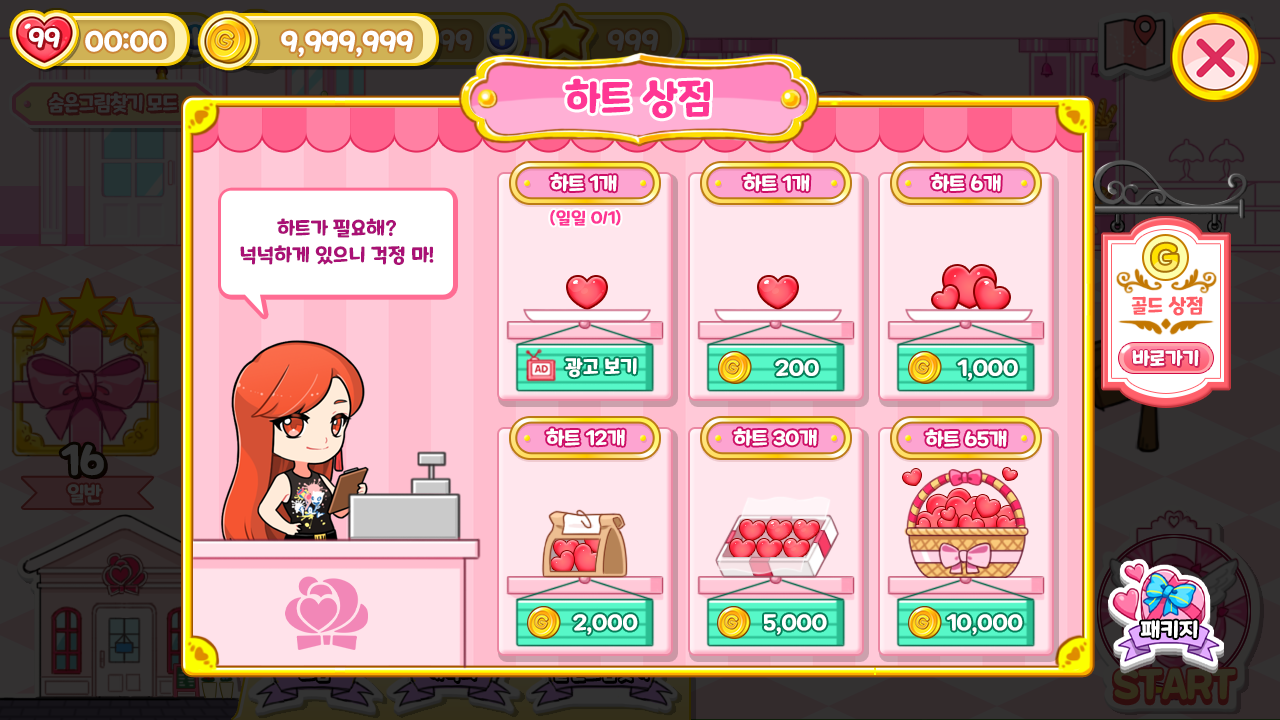 99
00:00
9,999,999
99
999
숨은그림찾기 모드
하트 상점
하트가 필요해?
넉넉하게 있으니 걱정 마!
하트 1개
(일일 0/1)
AD
광고 보기
하트 1개
200
하트 6개
1,000
하트 12개
2,000
하트 30개
5,000
하트 65개
10,000
G
골드 상점
바로가기
16
일반
패키지
START